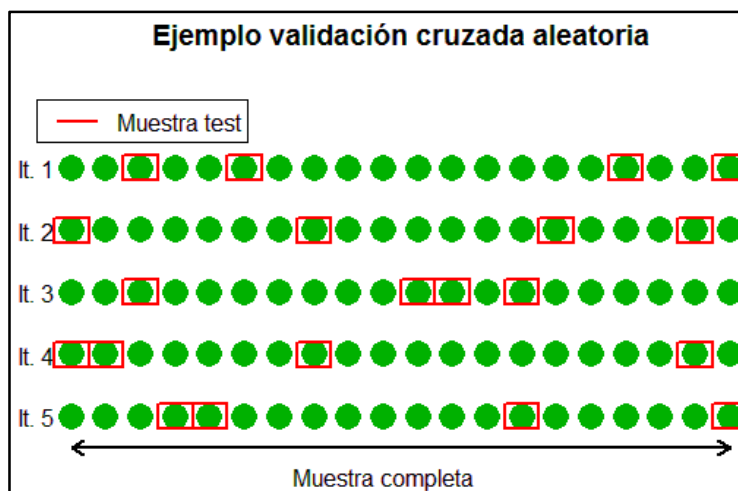 Ejemplo validación cruzada aleatoria
Muestra test
It. 1
It. 2
It. 3
It. 4
It. 5
Muestra completa